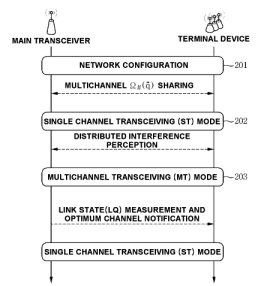 MAIN TRANSCEIVER
TERMINAL DEVICE
NETWORK CONFIGURATION
201
MULTICHANNEL Ω_E(q̂) SHARING
SINGLE CHANNEL TRANSCEIVING (ST) MODE
202
DISTRIBUTED INTERFERENCE
PERCEPTION
MULTICHANNEL TRANSCEIVING (MT) MODE
203
LINK STATE(LQ) MEASUREMENT AND
OPTIMUM CHANNEL NOTIFICATION
SINGLE CHANNEL TRANSCEIVING (ST) MODE